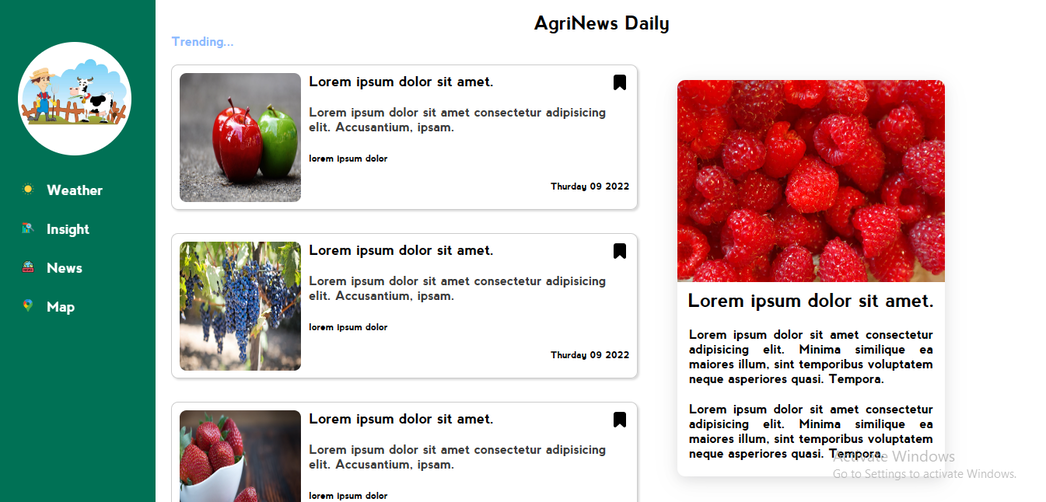 AgriNews Daily
Trending...
Weather
Insight
News
Map
Lorem ipsum dolor sit amet.
Lorem ipsum dolor sit amet consectetur adipisicing
elit. Accusantium, ipsam.
lorem ipsum dolor
Thurday 09 2022
Lorem ipsum dolor sit amet.
Lorem ipsum dolor sit amet consectetur adipisicing
elit. Accusantium, ipsam.
lorem ipsum dolor
Thurday 09 2022
Lorem ipsum dolor sit amet.
Lorem ipsum dolor sit amet consectetur adipisicing
elit. Accusantium, ipsam.
lorem ipsum dolor
Lorem ipsum dolor sit amet.
Lorem ipsum dolor sit amet consectetur
adipisicing elit. Minima similique ea
maiores illum, sint temporibus voluptatem
neque asperiores quasi. Tempora.
Lorem ipsum dolor sit amet consectetur
adipisicing elit. Minima similique ea
maiores illum, sint temporibus voluptatem
neque asperiores quasi. Tempora.
Activate Windows
Go to Settings to activate Windows.